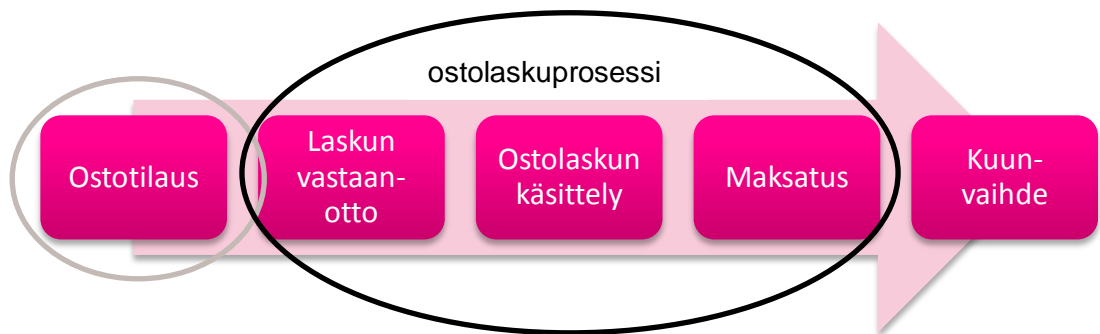 ostolaskuprosessi
Ostotilaus
Laskun
vastaan-
otto
Ostolaskun
käsittely
Maksatus
Kuun-
vaihde